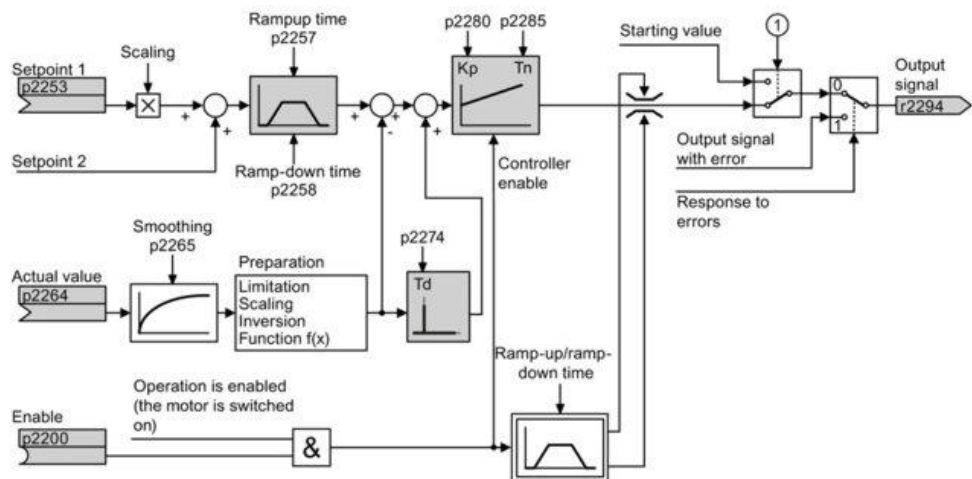 Rampup time
p2257
p2280
p2285
Starting value
1
Scaling
Setpoint 1
p2253
Kp
Tn
Output
signal
r2294
0
1
+
+
+
-
+
+
Setpoint 2
Ramp-down time
p2258
Controller
enable
Output signal
with error
Response to
errors
Smoothing
p2265
p2274
Actual value
p2264
Preparation
Limitation
Scaling
Inversion
Function f(x)
Td
Ramp-up/ramp-
down time
Operation is enabled
(the motor is switched
on)
Enable
p2200
&